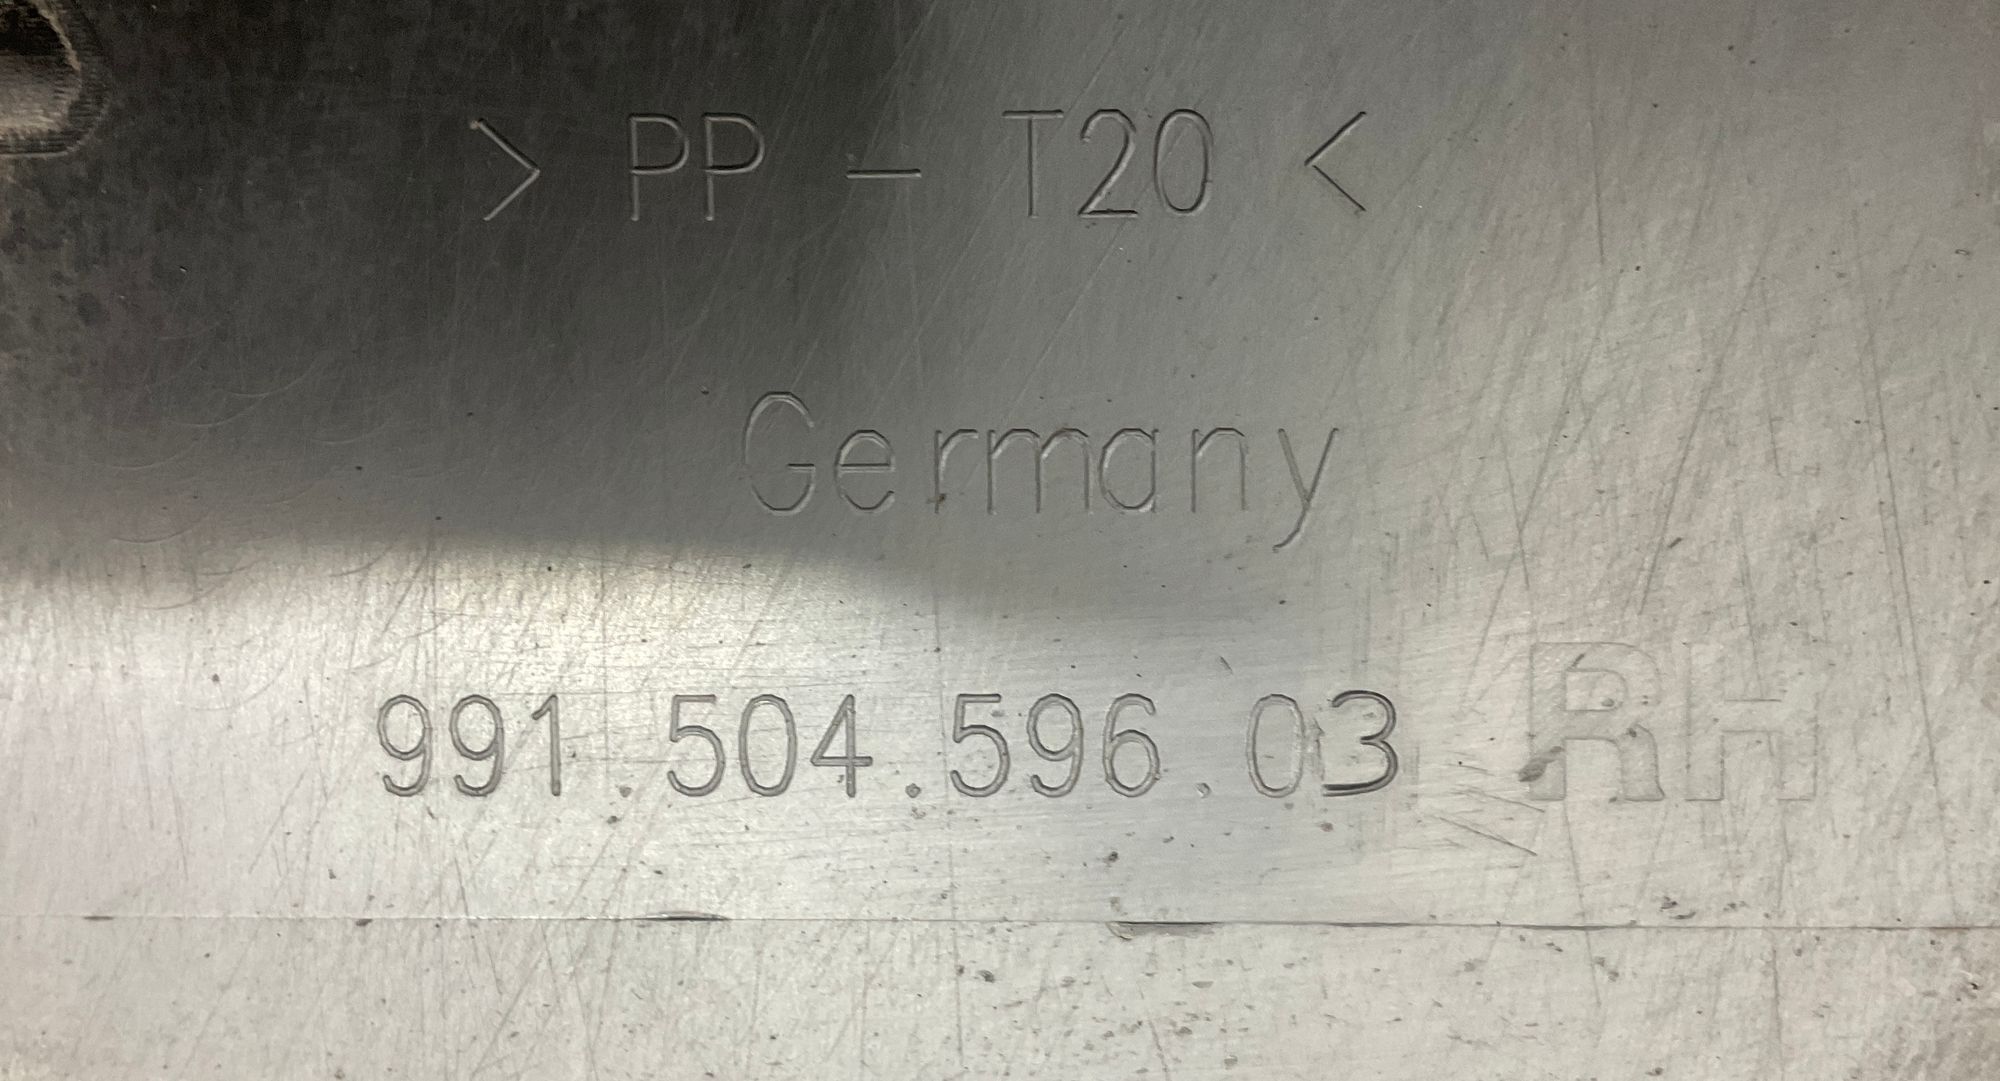 > PP - T20 <
Germany
991.504.596.03 RH